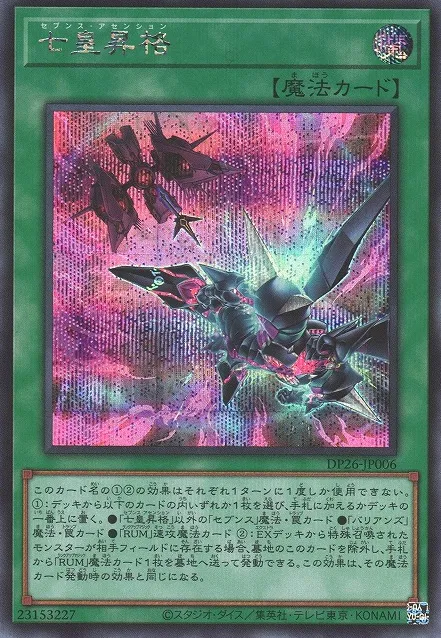 セブンス・アセンション
七皇昇格
【魔法カード】
DP26-JP006
このカード名の①②の効果はそれぞれ１ターンに１度しか使用できない。
①：デッキから以下のカードの内いずれか１枚を選び、手札に加えるかデッキの
一番上に置く。●「七皇昇格」以外の「セブンス」魔法・罠カード ●「バリアンズ」
魔法・罠カード ●「RUM」速攻魔法カード ②：EXデッキから特殊召喚された
モンスターが相手フィールドに存在する場合、墓地のこのカードを除外し、手札
から「RUM」魔法カード１枚を墓地へ送って発動できる。この効果は、その魔法
カード発動時の効果と同じになる。
23153227
©スタジオ・ダイス／集英社・テレビ東京・KONAMI